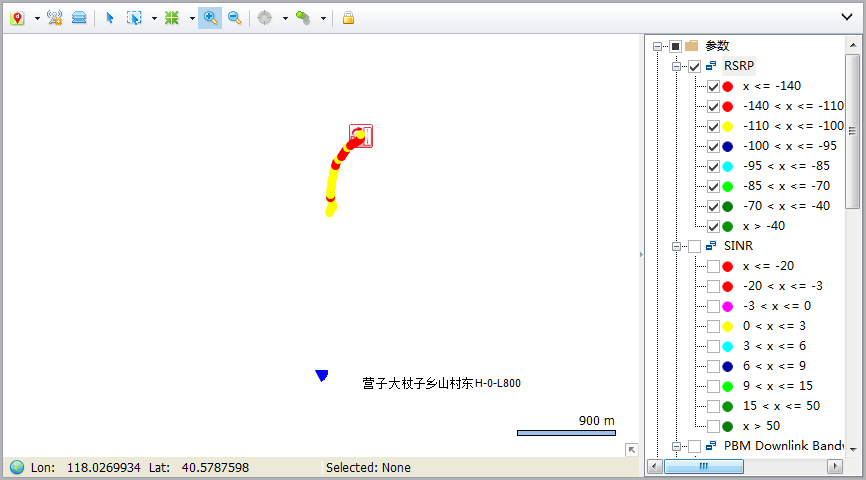 参数
RSRP
x <= -140
-140 < x <= -110
-110 < x <= -100
-100 < x <= -95
-95 < x <= -85
-85 < x <= -70
-70 < x <= -40
x > -40
SINR
x <= -20
-20 < x <= -3
-3 < x <= 0
0 < x <= 3
3 < x <= 6
6 < x <= 9
9 < x <= 15
15 < x <= 50
x > 50
PBM Downlink Bandw
营子大杖子乡山村东H-0-L800
900 m
Lon: 118.0269934 Lat: 40.5787598
Selected: None